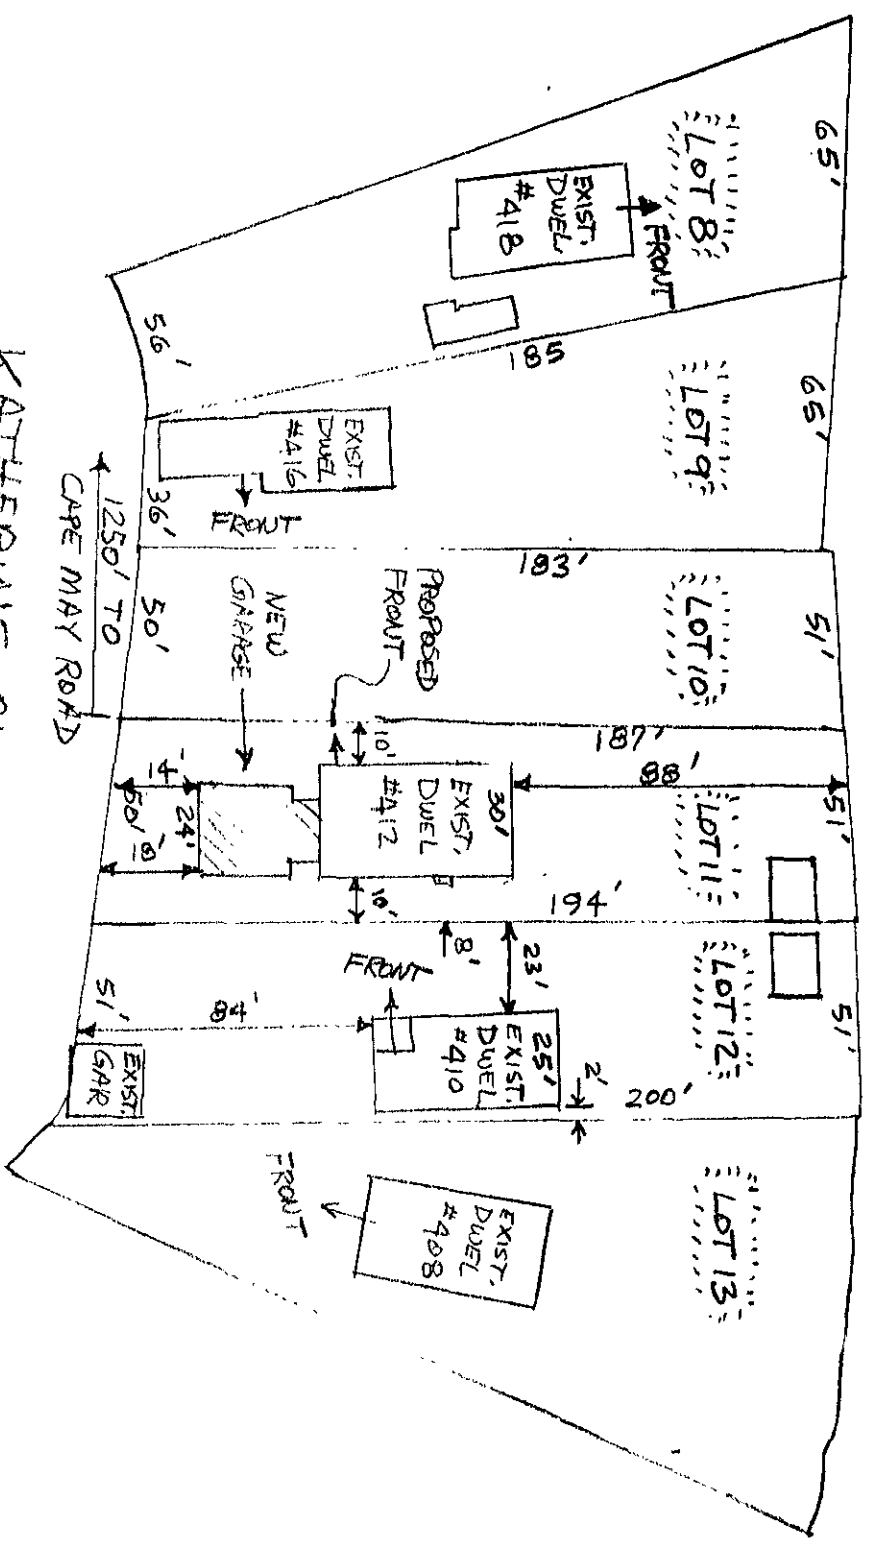 65'
LOT 8
EXIST.
DWEL
#418
FRONT
56'
185
65'
LOT 9
EXIST.
DWEL
#416
FRONT
36'
183'
51'
LOT 10
PROPOSED
FRONT
NEW
GARAGE
50'
1250' TO
CAPE MAY ROAD
187'
88'
51'
LOT 11
30'
EXIST.
DWEL
#412
10'
10'
14'
24'
50'
18'
194'
8'
23'
51'
LOT 12
25'
EXIST.
DWEL
#410
FRONT
2'
84'
51'
EXIST.
GAR
200'
LOT 13
EXIST.
DWEL
#408
FRONT